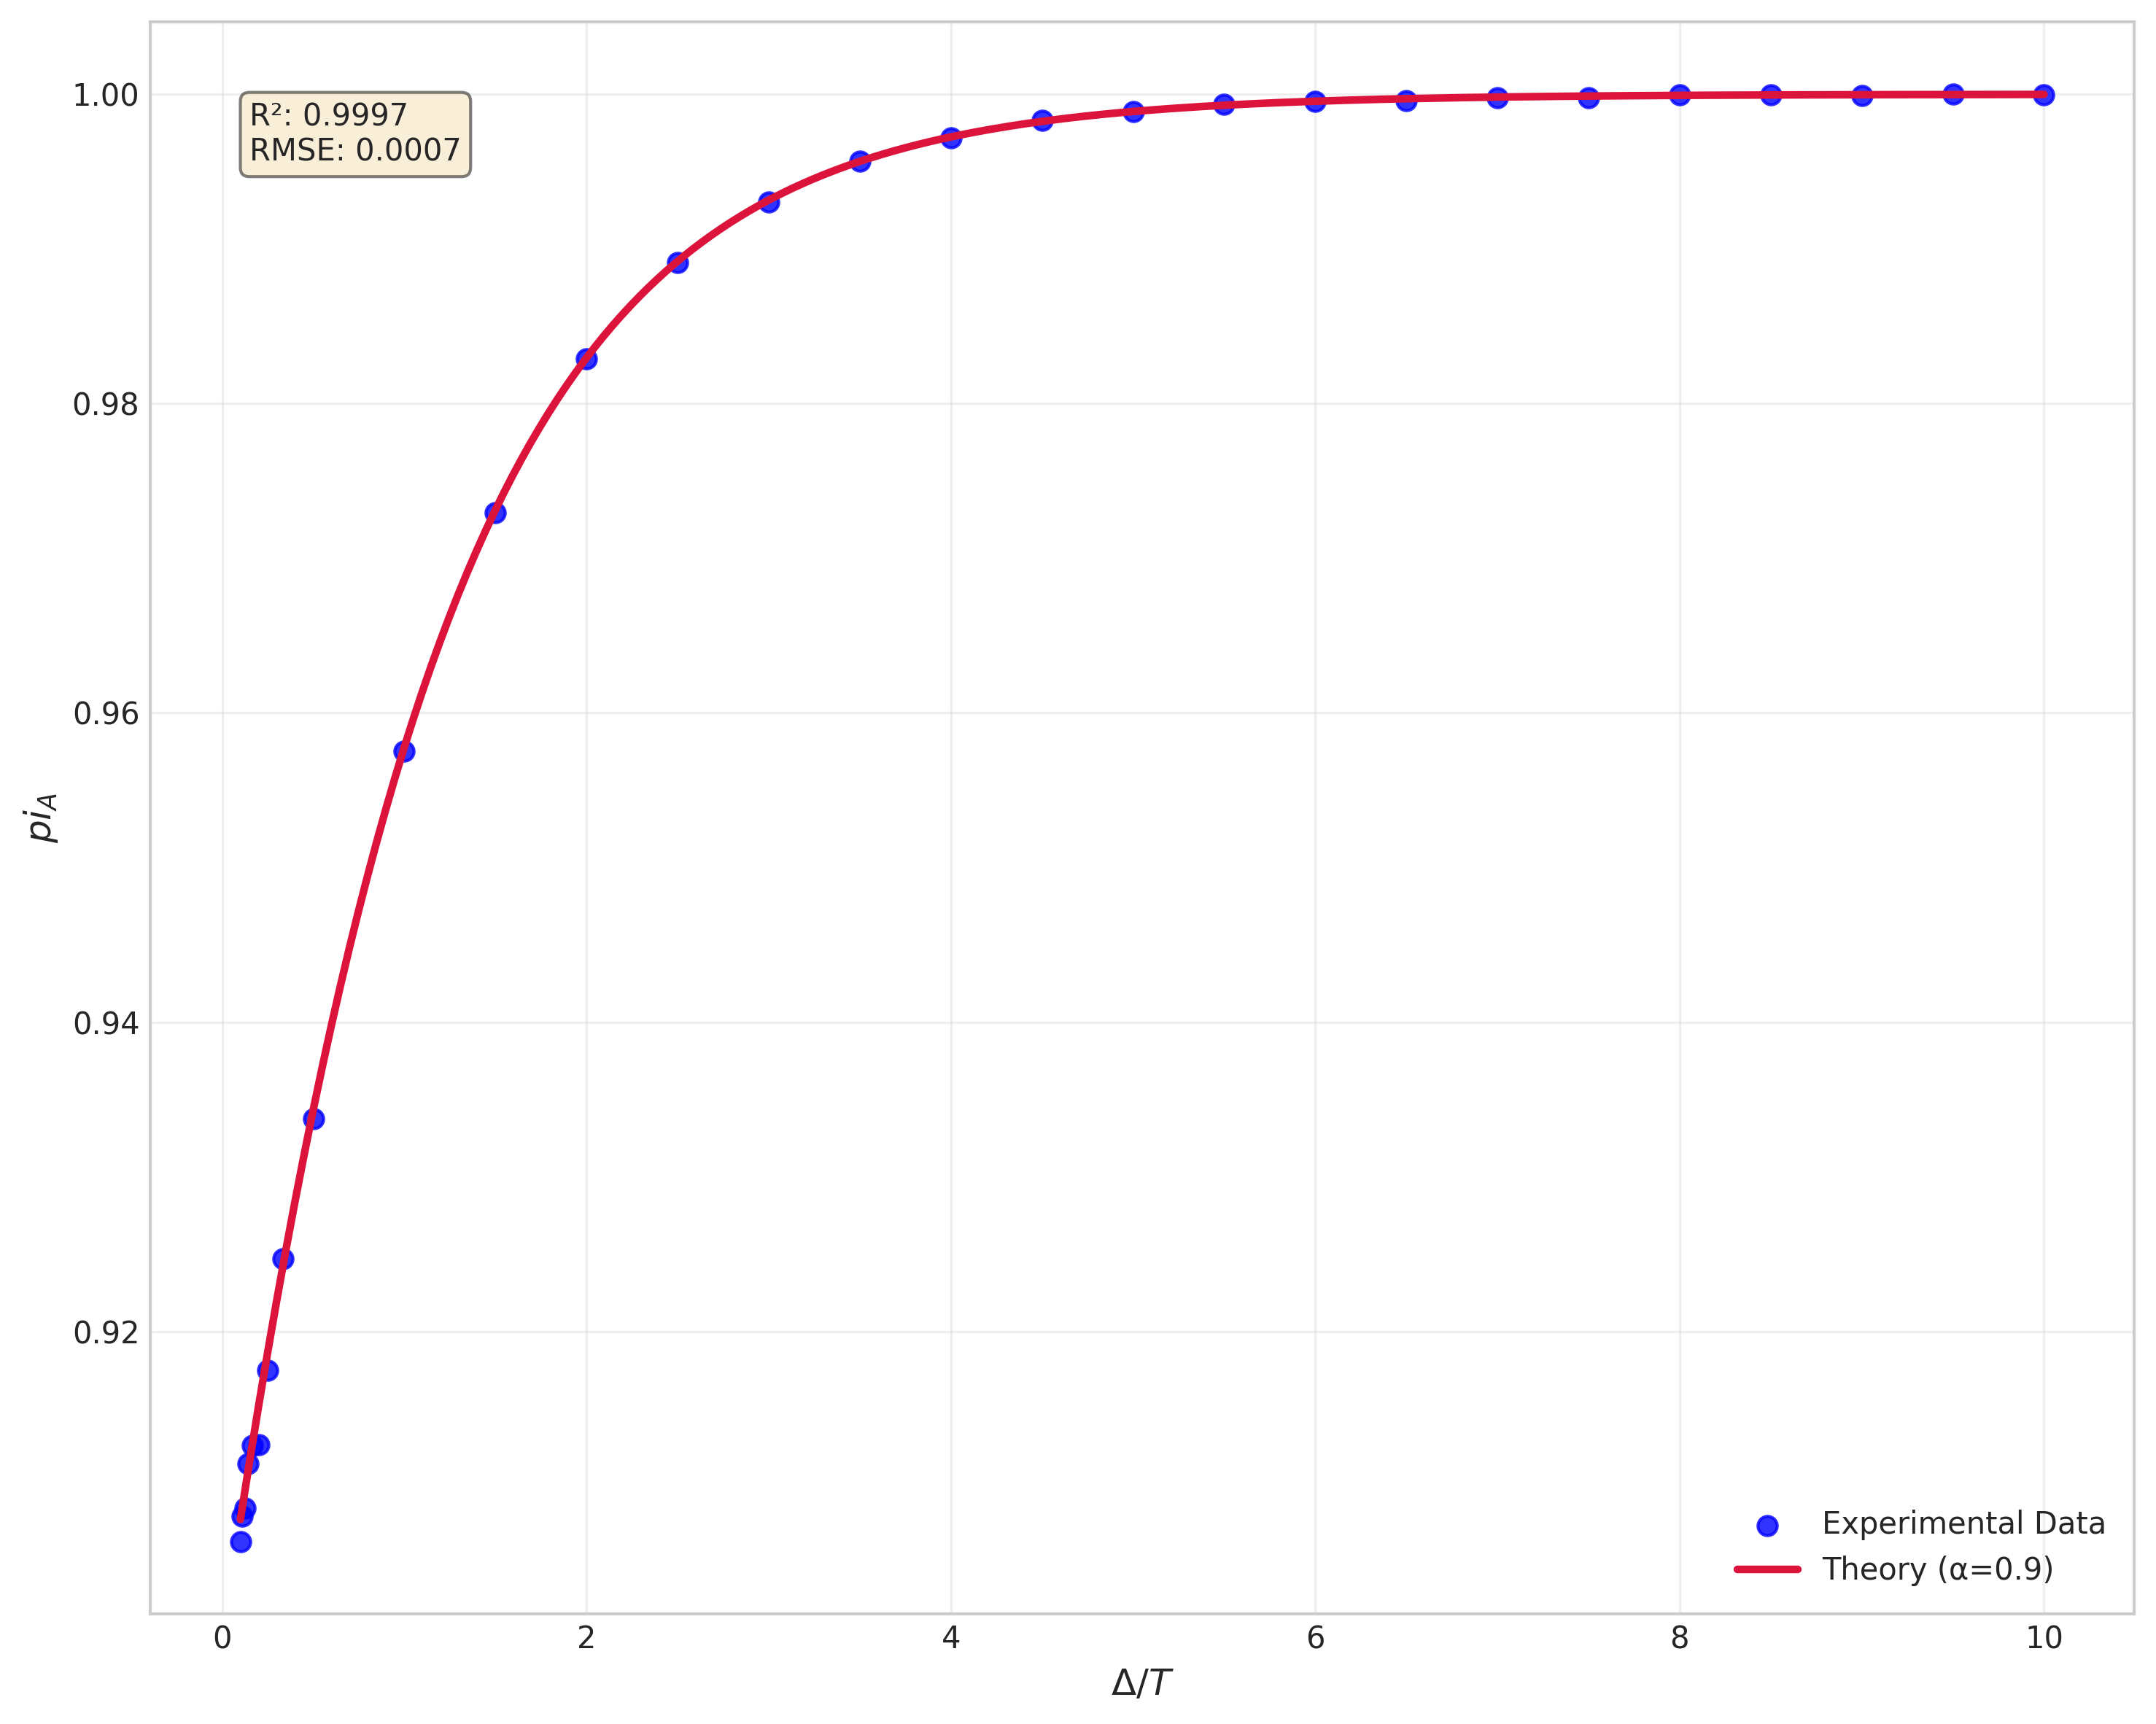 R²: 0.9997
RMSE: 0.0007
1.00
0.98
0.96
0.94
0.92
pi_A
0 2 4 6 8 10
Δ/T
Experimental Data
Theory (α=0.9)